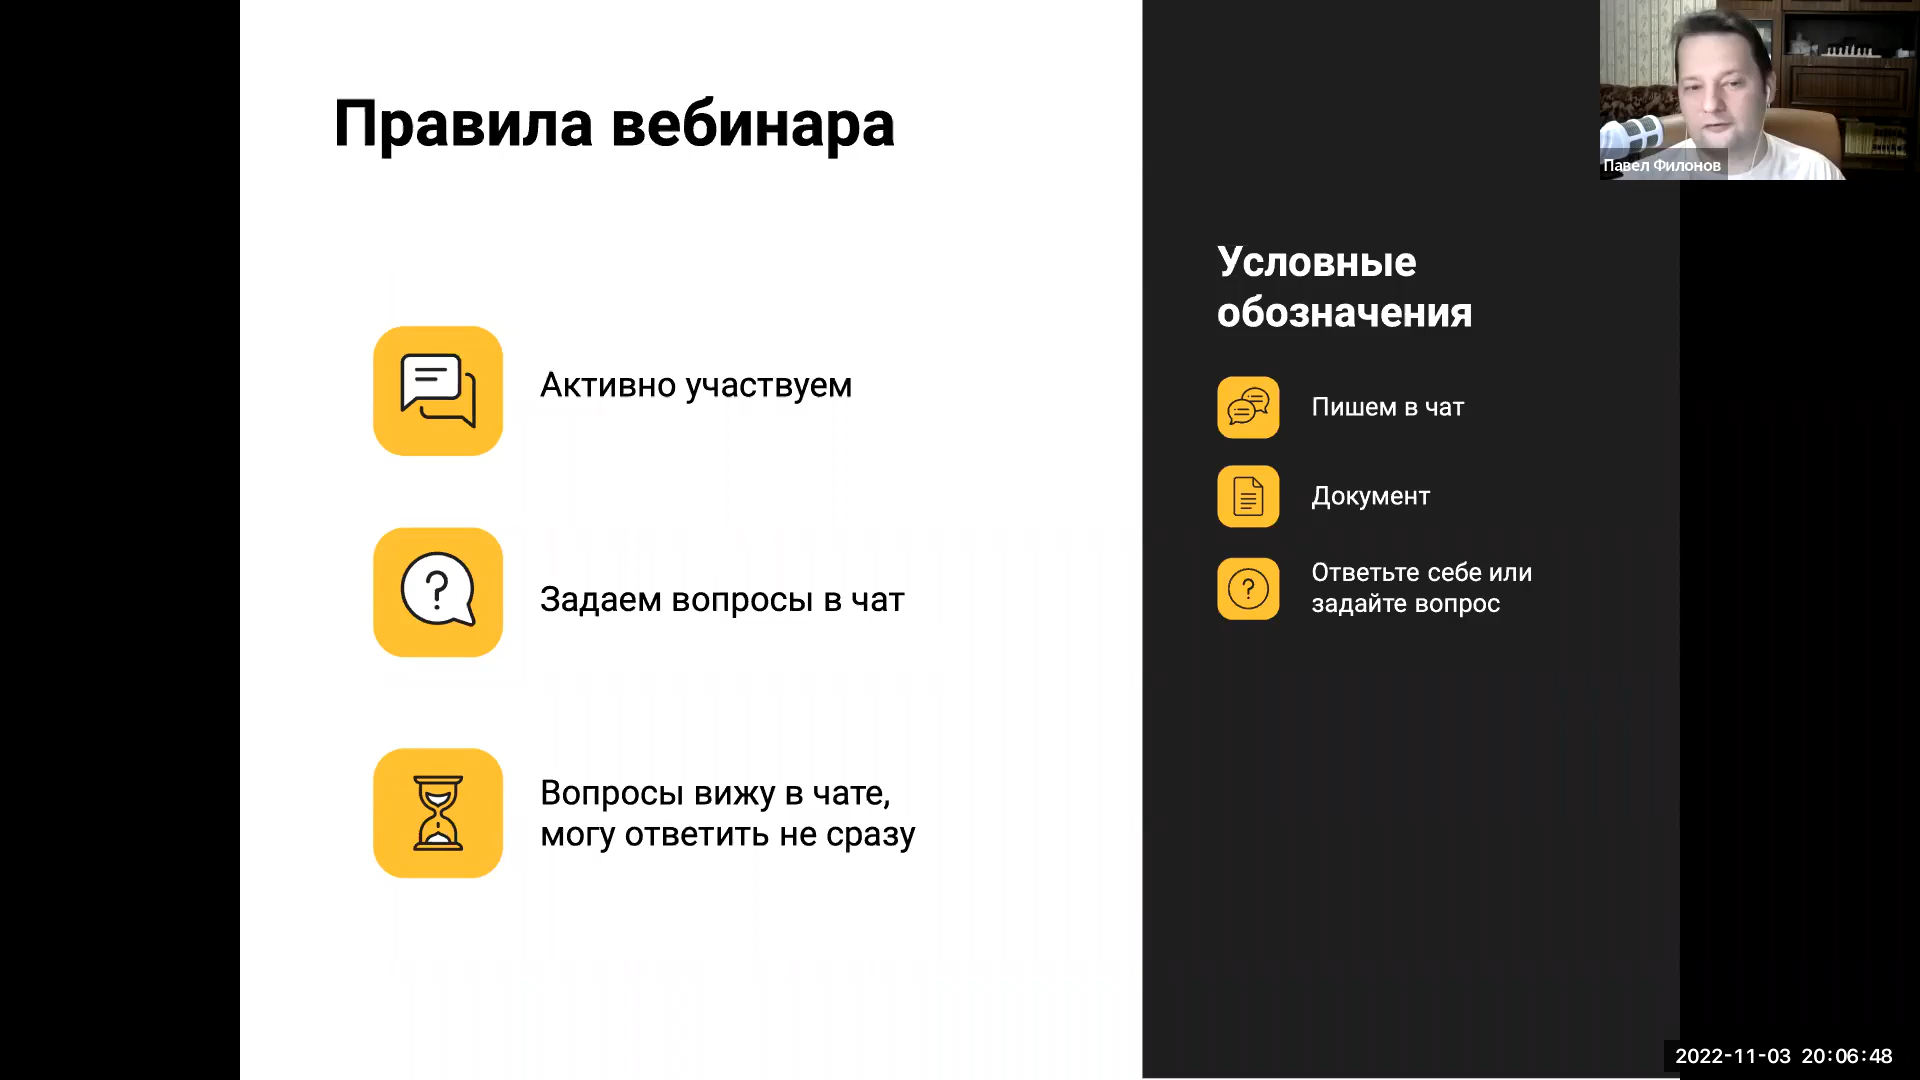 Правила вебинара
Активно участвуем
Задаем вопросы в чат
Вопросы вижу в чате,
могу ответить не сразу
Условные
обозначения
Пишем в чат
Документ
Ответьте себе или
задайте вопрос
Павел Филонов
2022-11-03 20:06:48